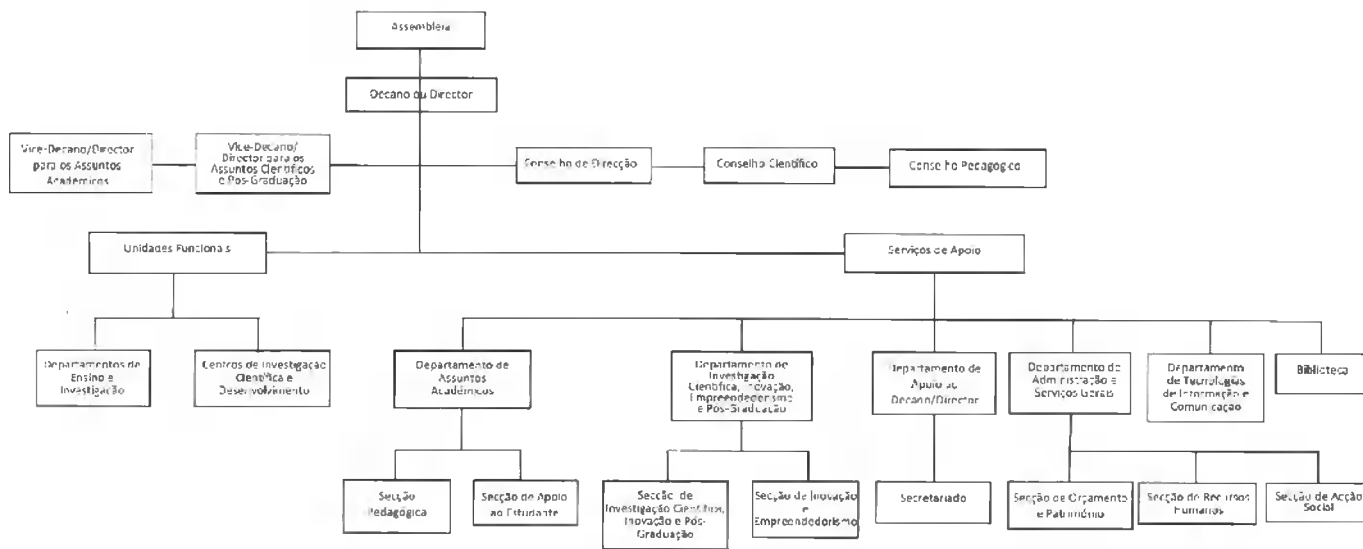 Assembleia
Decano ou Director
Vice-Decano/Director
para os Assuntos
Académicos
Vice-Decano/
Director para os
Assuntos Científicos
e Pós-Graduação
Conselho de Direcção
Conselho Científico
Conselho Pedagógico
Unidades Funcionais
Serviços de Apoio
Departamentos de
Ensino e
Investigação
Centros de Investigação
Científica e
Desenvolvimento
Departamento de
Assuntos
Académicos
Departamento de
Investigação
Científica, Inovação,
Empreendedorismo
e Pós-Graduação
Departamento de
Apoio ao
Decano/Director
Departamento de
Administração e
Serviços Gerais
Departamento
de Tecnologias
de Informação e
Comunicação
Biblioteca
Secção
Pedagógica
Secção de Apoio
ao Estudante
Secção de
Investigação Científica,
Inovação e Pós-
Graduação
Secção de Inovação
e
Empreendedorismo
Secretariado
Secção de Orçamento
e Património
Secção de Recursos
Humanos
Secção de Acção
Social